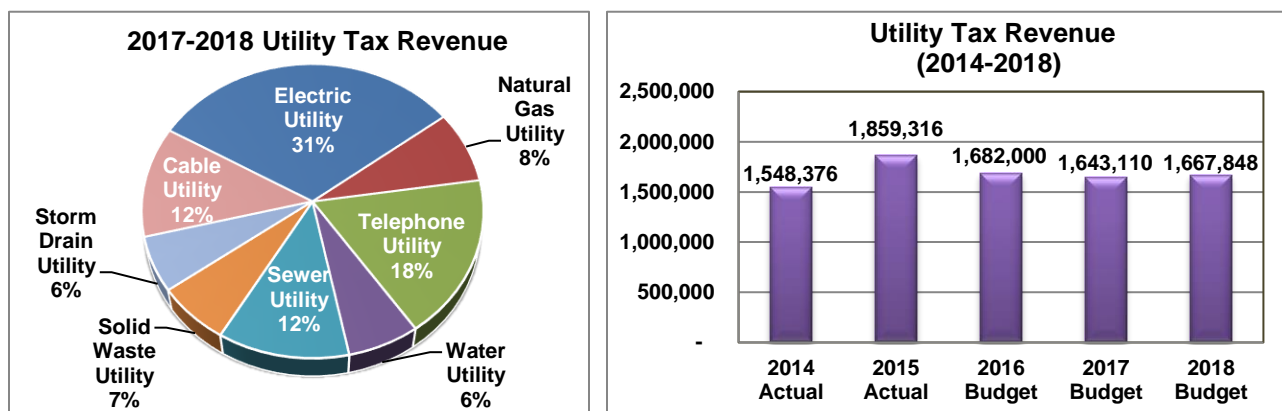 2017-2018 Utility Tax Revenue
Electric
Utility
31%
Natural
Gas
Utility
8%
Telephone
Utility
18%
Water
Utility
6%
Sewer
Utility
12%
Solid
Waste
Utility
7%
Storm
Drain
Utility
6%
Cable
Utility
12%
Utility Tax Revenue
(2014-2018)
2,500,000
2,000,000
1,500,000
1,000,000
500,000
-
1,548,376
1,859,316
1,682,000
1,643,110
1,667,848
2014
Actual
2015
Actual
2016
Budget
2017
Budget
2018
Budget